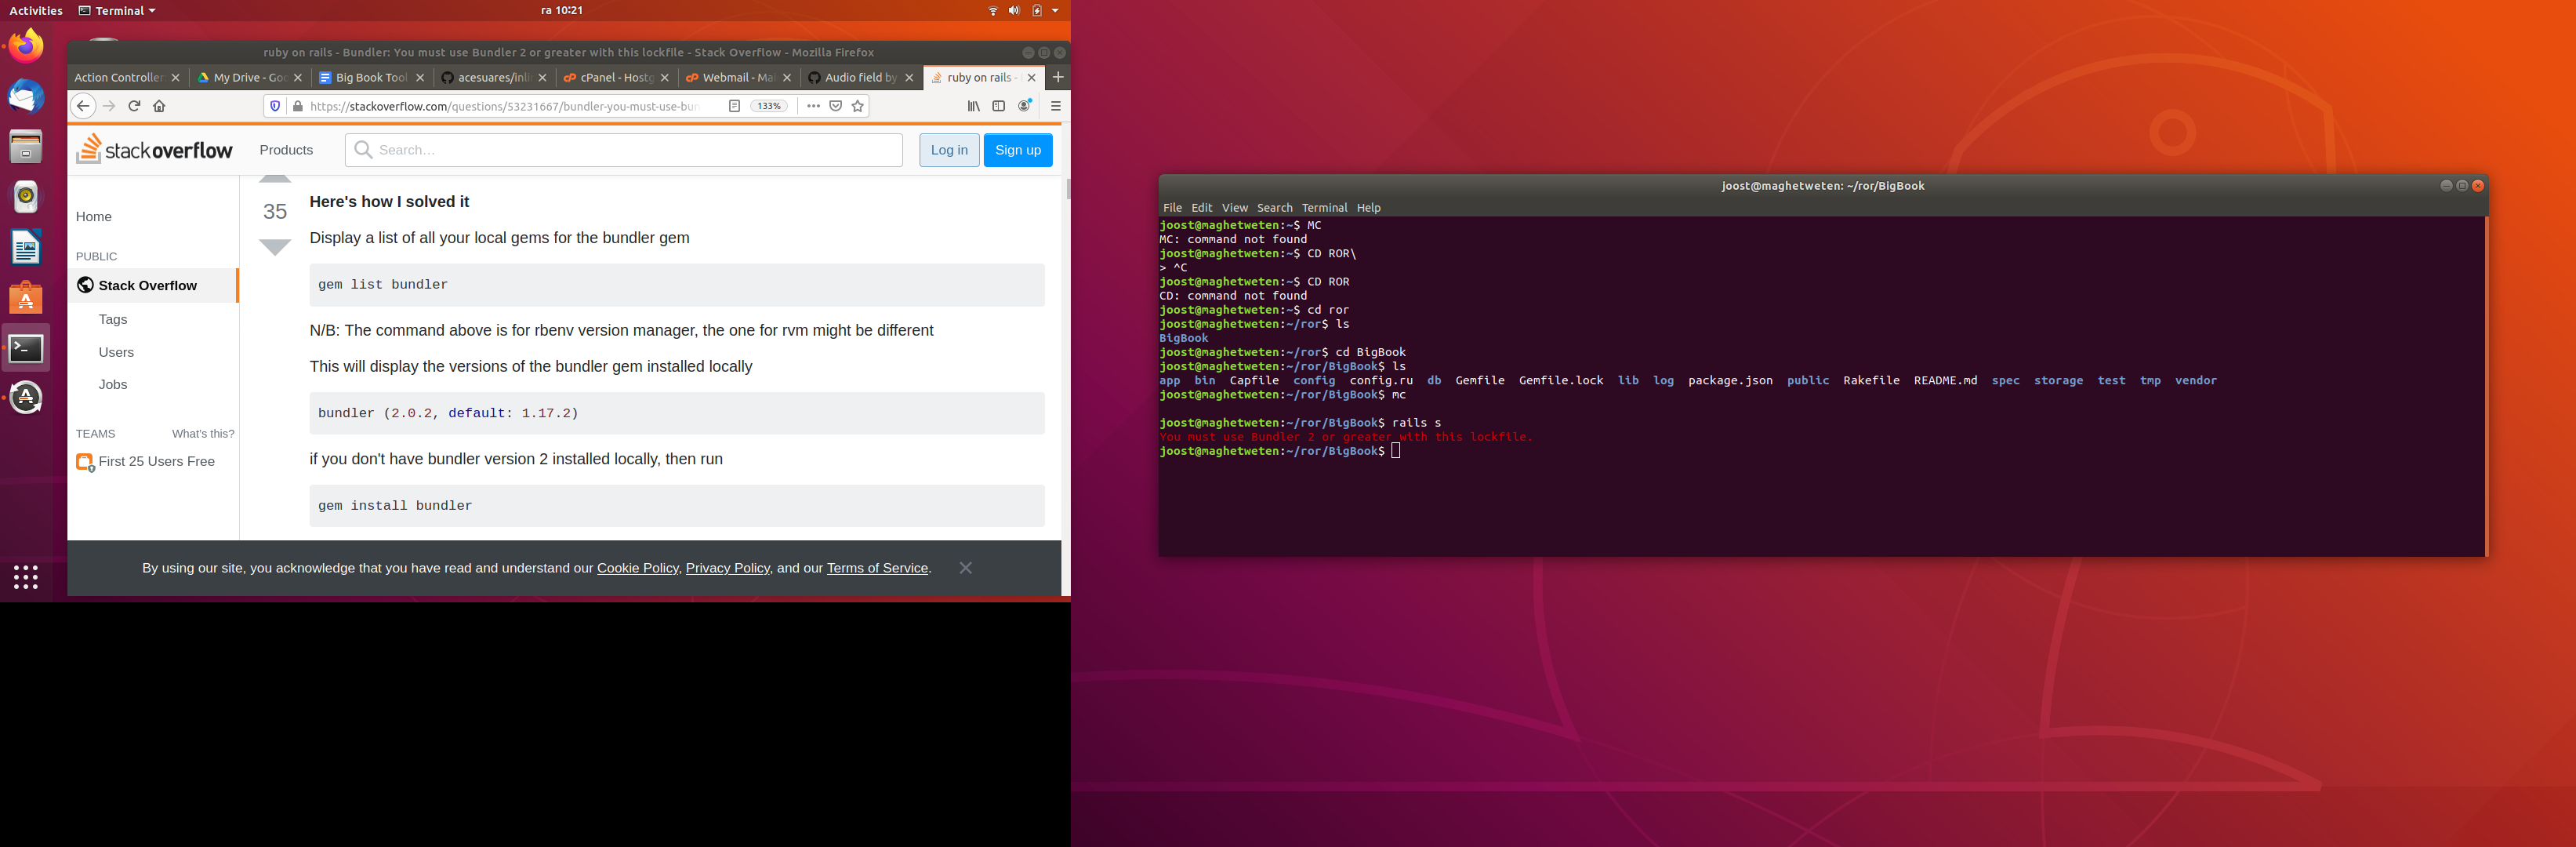 Activities Terminal ra 10:21
ruby on rails - Bundler: You must use Bundler 2 or greater with this lockfile - Stack Overflow - Mozilla Firefox
Action Controller My Drive - Goo Big Book Tool acesuares/inli cPanel - Hostg Webmail - Mai Audio field by ruby on rails -
https://stackoverflow.com/questions/53231667/bundler-you-must-use-bun 133%
stackoverflow Products Search... Log in Sign up
Home
PUBLIC
Stack Overflow
Tags
Users
Jobs
TEAMS What's this?
First 25 Users Free
35
Here's how I solved it
Display a list of all your local gems for the bundler gem
gem list bundler
N/B: The command above is for rbenv version manager, the one for rvm might be different
This will display the versions of the bundler gem installed locally
bundler (2.0.2, default: 1.17.2)
if you don't have bundler version 2 installed locally, then run
gem install bundler
By using our site, you acknowledge that you have read and understand our Cookie Policy, Privacy Policy, and our Terms of Service.
joost@maghetweten: ~/ror/BigBook
File Edit View Search Terminal Help
joost@maghetweten:~$ MC
MC: command not found
joost@maghetweten:~$ CD ROR\
> ^C
joost@maghetweten:~$ CD ROR
CD: command not found
joost@maghetweten:~$ cd ror
joost@maghetweten:~/ror$ ls
BigBook
joost@maghetweten:~/ror$ cd BigBook
joost@maghetweten:~/ror/BigBook$ ls
app bin Capfile config config.ru db Gemfile Gemfile.lock lib log package.json public Rakefile README.md spec storage test tmp vendor
joost@maghetweten:~/ror/BigBook$ mc
joost@maghetweten:~/ror/BigBook$ rails s
You must use Bundler 2 or greater with this lockfile.
joost@maghetweten:~/ror/BigBook$